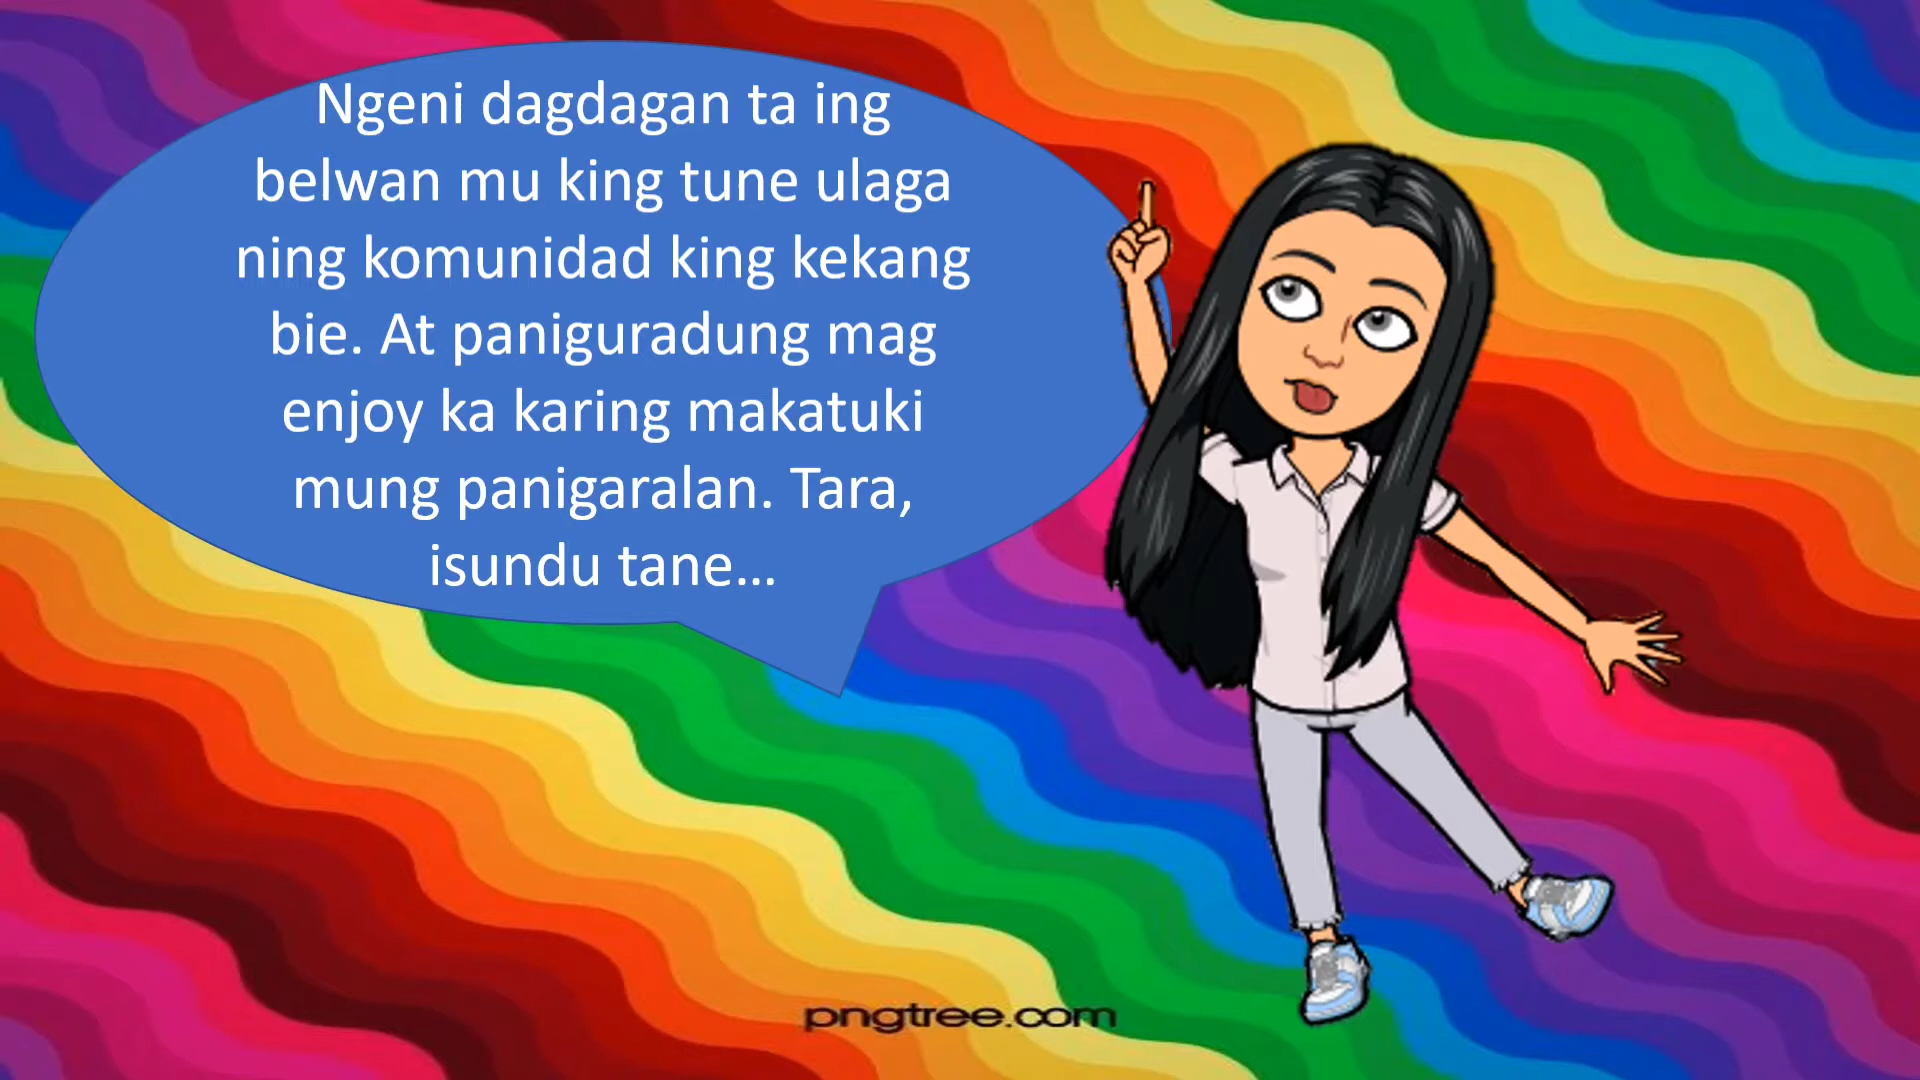 Ngeni dagdagan ta ing
belwan mu king tune ulaga
ning komunidad king kekang
bie. At paniguradung mag
enjoy ka karing makatuki
mung panigaralan. Tara,
isundu tane...
pngtree.com